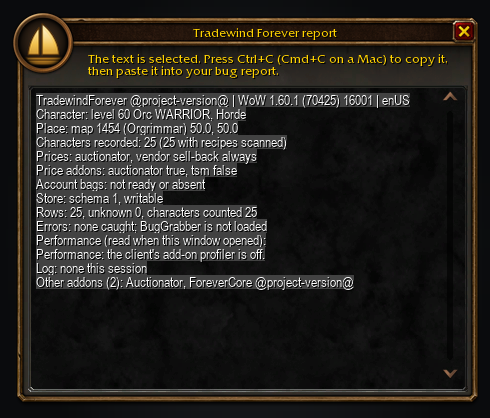 Tradewind Forever report
The text is selected. Press Ctrl+C (Cmd+C on a Mac) to copy it,
then paste it into your bug report.
TradewindForever @project-version@ | WoW 1.60.1 (70425) 16001 | enUS
Character: level 60 Orc WARRIOR, Horde
Place: map 1454 (Orgrimmar) 50.0, 50.0
Characters recorded: 25 (25 with recipes scanned)
Prices: auctionator, vendor sell-back always
Price addons: auctionator true, tsm false
Account bags: not ready or absent
Store: schema 1, writable
Rows: 25, unknown 0, characters counted 25
Errors: none caught; BugGrabber is not loaded
Performance (read when this window opened):
Performance: the client's add-on profiler is off.
Log: none this session
Other addons (2): Auctionator, ForeverCore @project-version@